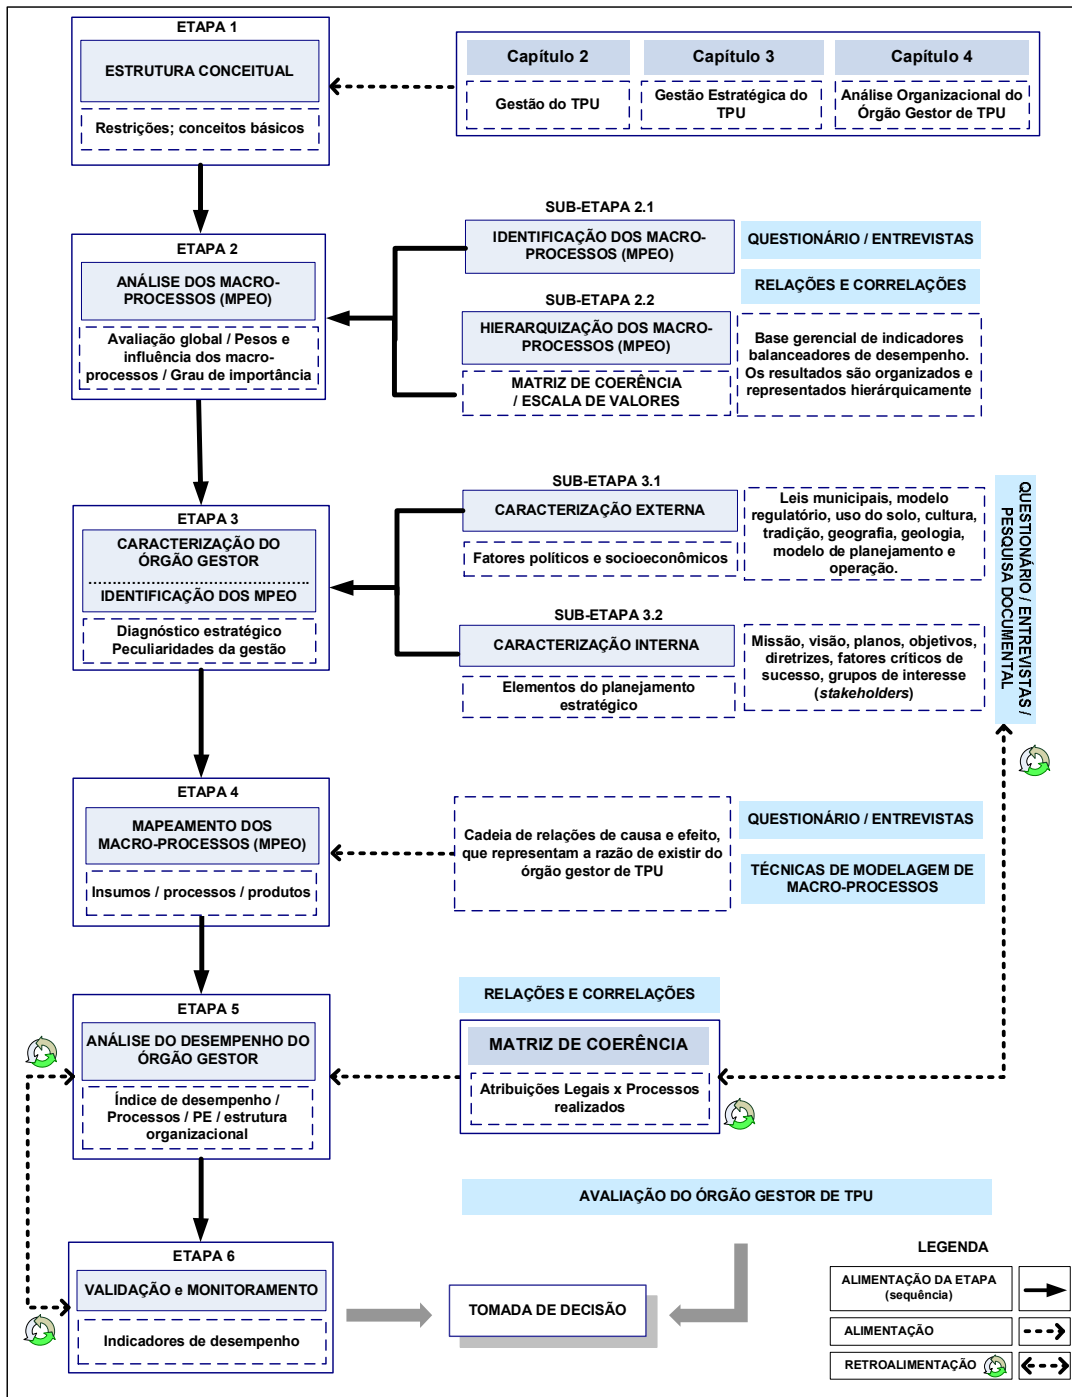 ETAPA 1
ESTRUTURA CONCEITUAL
Restrições; conceitos básicos
Capítulo 2
Gestão do TPU
Capítulo 3
Gestão Estratégica do
TPU
Capítulo 4
Análise Organizacional do
Órgão Gestor de TPU
ETAPA 2
ANÁLISE DOS MACRO-
PROCESSOS (MPEO)
Avaliação global / Pesos e
influência dos macro-
processos / Grau de importância
SUB-ETAPA 2.1
IDENTIFICAÇÃO DOS MACRO-
PROCESSOS (MPEO)
QUESTIONÁRIO / ENTREVISTAS
RELAÇÕES E CORRELAÇÕES
SUB-ETAPA 2.2
HIERARQUIZAÇÃO DOS MACRO-
PROCESSOS (MPEO)
MATRIZ DE COERÊNCIA
/ ESCALA DE VALORES
Base gerencial de indicadores
balanceadores de desempenho.
Os resultados são organizados e
representados hierárquicamente
ETAPA 3
CARACTERIZAÇÃO DO
ÓRGÃO GESTOR
......................................................
IDENTIFICAÇÃO DOS MPEO
Diagnóstico estratégico
Peculiaridades da gestão
SUB-ETAPA 3.1
CARACTERIZAÇÃO EXTERNA
Fatores políticos e socioeconômicos
Leis municipais, modelo
regulatório, uso do solo, cultura,
tradição, geografia, geologia,
modelo de planejamento e
operação.
SUB-ETAPA 3.2
CARACTERIZAÇÃO INTERNA
Elementos do planejamento
estratégico
Missão, visão, planos, objetivos,
diretrizes, fatores críticos de
sucesso, grupos de interesse
(stakeholders)
QUESTIONÁRIO / ENTREVISTAS /
PESQUISA DOCUMENTAL
ETAPA 4
MAPEAMENTO DOS
MACRO-PROCESSOS (MPEO)
Insumos / processos / produtos
Cadeia de relações de causa e efeito,
que representam a razão de existir do
órgão gestor de TPU
QUESTIONÁRIO / ENTREVISTAS
TÉCNICAS DE MODELAGEM DE
MACRO-PROCESSOS
ETAPA 5
ANÁLISE DO DESEMPENHO DO
ÓRGÃO GESTOR
Índice de desempenho /
Processos / PE / estrutura
organizacional
RELAÇÕES E CORRELAÇÕES
MATRIZ DE COERÊNCIA
Atribuições Legais x Processos
realizados
AVALIAÇÃO DO ÓRGÃO GESTOR DE TPU
ETAPA 6
VALIDAÇÃO e MONITORAMENTO
Indicadores de desempenho
TOMADA DE DECISÃO
LEGENDA
ALIMENTAÇÃO DA ETAPA
(sequência)
ALIMENTAÇÃO
RETROALIMENTAÇÃO